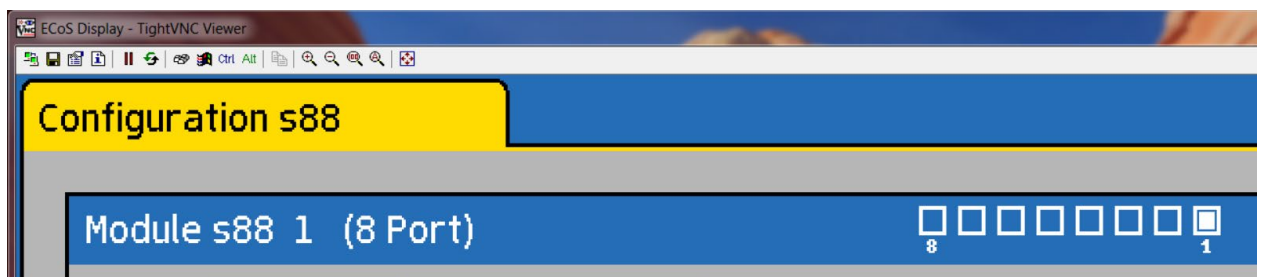 ECoS Display - TightVNC Viewer
Ctrl Alt
Configuration s88
Module s88 1 (8 Port)
8 1